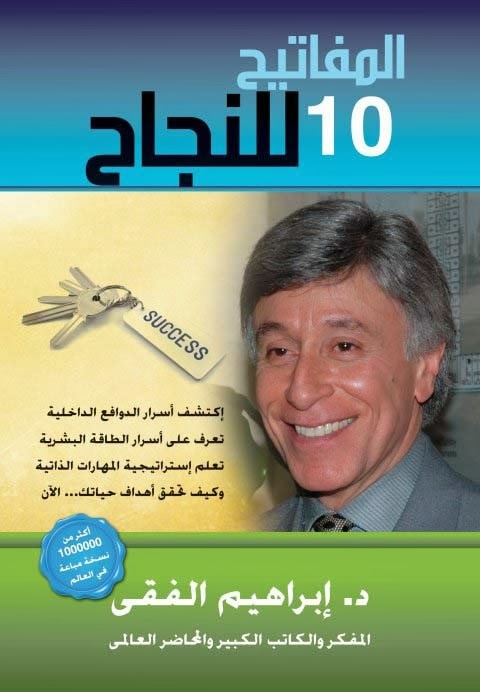 المفاتيح
10 للنجاح
SUCCESS
إكتشف أسرار الدوافع الداخلية
تعرف على أسرار الطاقة البشرية
تعلم إستراتيجية المهارات الذاتية
وكيف تحقق أهداف حياتك... الآن
أكثر من
1000000
نسخة مباعة
في العالم
د. إبراهيم الفقى
المفكر والكاتب الكبير والمحاضر العالمى